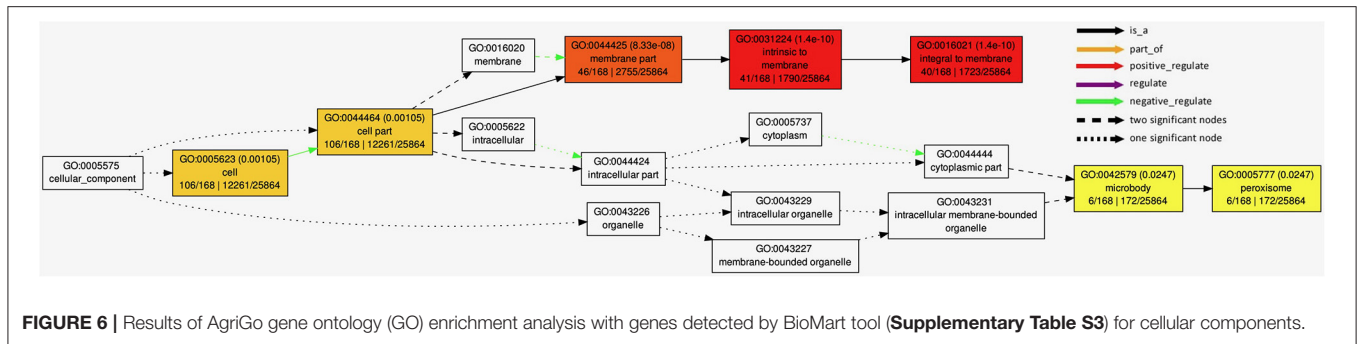 GO:0005575
cellular_component
GO:0005623 (0.00105)
cell
106/168 | 12261/25864
GO:0044464 (0.00105)
cell part
106/168 | 12261/25864
GO:0016020
membrane
GO:0005622
intracellular
GO:0044425 (8.33e-08)
membrane part
46/168 | 2755/25864
GO:0044424
intracellular part
GO:0043226
organelle
GO:0031224 (1.4e-10)
intrinsic to
membrane
41/168 | 1790/25864
GO:0005737
cytoplasm
GO:0043229
intracellular organelle
GO:0043227
membrane-bounded organelle
GO:0016021 (1.4e-10)
integral to membrane
40/168 | 1723/25864
GO:0044444
cytoplasmic part
GO:0043231
intracellular membrane-bounded
organelle
GO:0042579 (0.0247)
microbody
6/168 | 172/25864
GO:0005777 (0.0247)
peroxisome
6/168 | 172/25864
is_a
part_of
positive_regulate
regulate
negative_regulate
two significant nodes
one significant node
FIGURE 6 | Results of AgriGo gene ontology (GO) enrichment analysis with genes detected by BioMart tool (Supplementary Table S3) for cellular components.